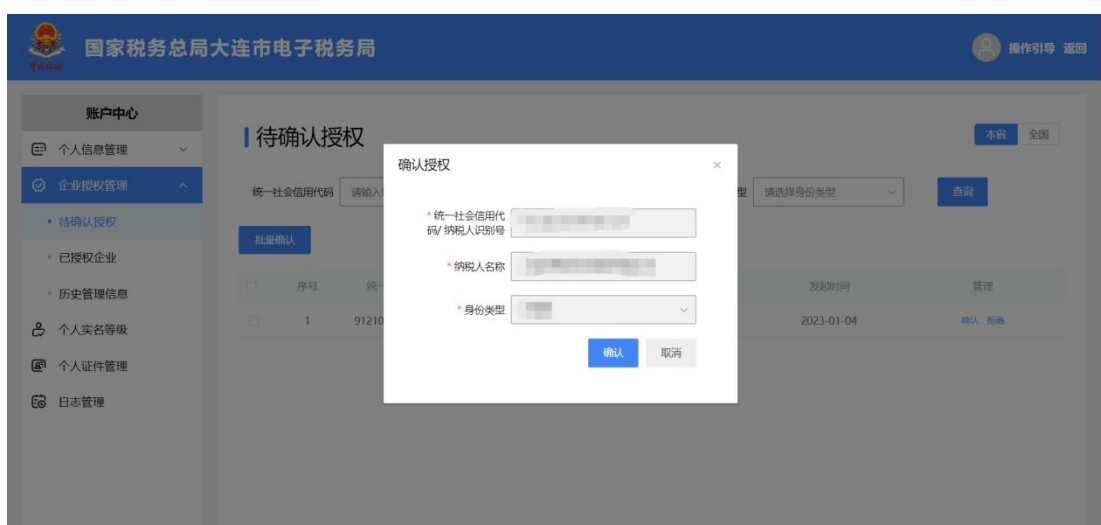 国家税务总局大连市电子税务局
操作引导 返回
账户中心
个人信息管理
企业授权管理
待确认授权
已授权企业
历史管理信息
个人实名等级
个人证件管理
日志管理
待确认授权
本省 全国
统一社会信用代码 请输入 型 请选择身份类型 查询
批量确认
序号 统一 发起时间 管理
1 91210 2023-01-04 确认 拒绝
确认授权 ×
* 统一社会信用代
码/ 纳税人识别号
* 纳税人名称
* 身份类型
确认 取消